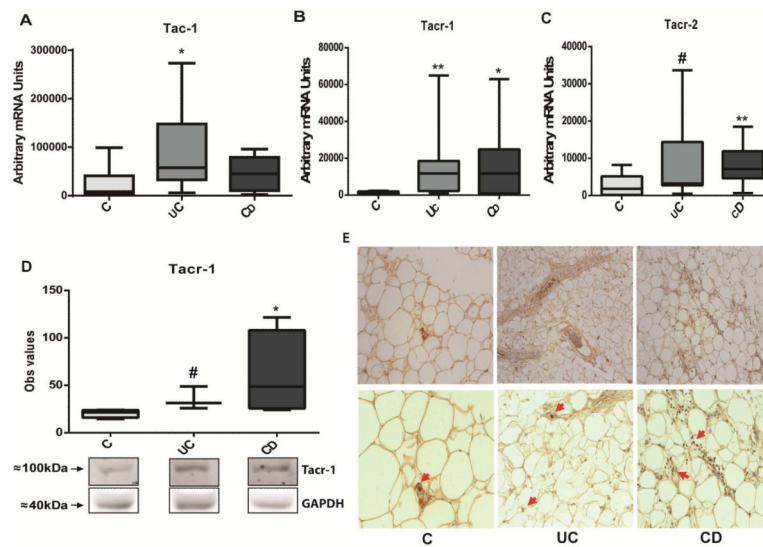 A
Tac-1
Arbitrary mRNA Units
300000
200000
100000
0
*
C
UC
CD
B
Tacr-1
Arbitrary mRNA Units
80000
60000
40000
20000
0
**
*
C
Uc
CD
C
Tacr-2
Arbitrary mRNA Units
40000
30000
20000
10000
0
#
**
C
UC
cD
D
Tacr-1
Obs values
150
100
50
0
#
*
C
UC
CD
≈100kDa
Tacr-1
≈40kDa
GAPDH
E
C
UC
CD